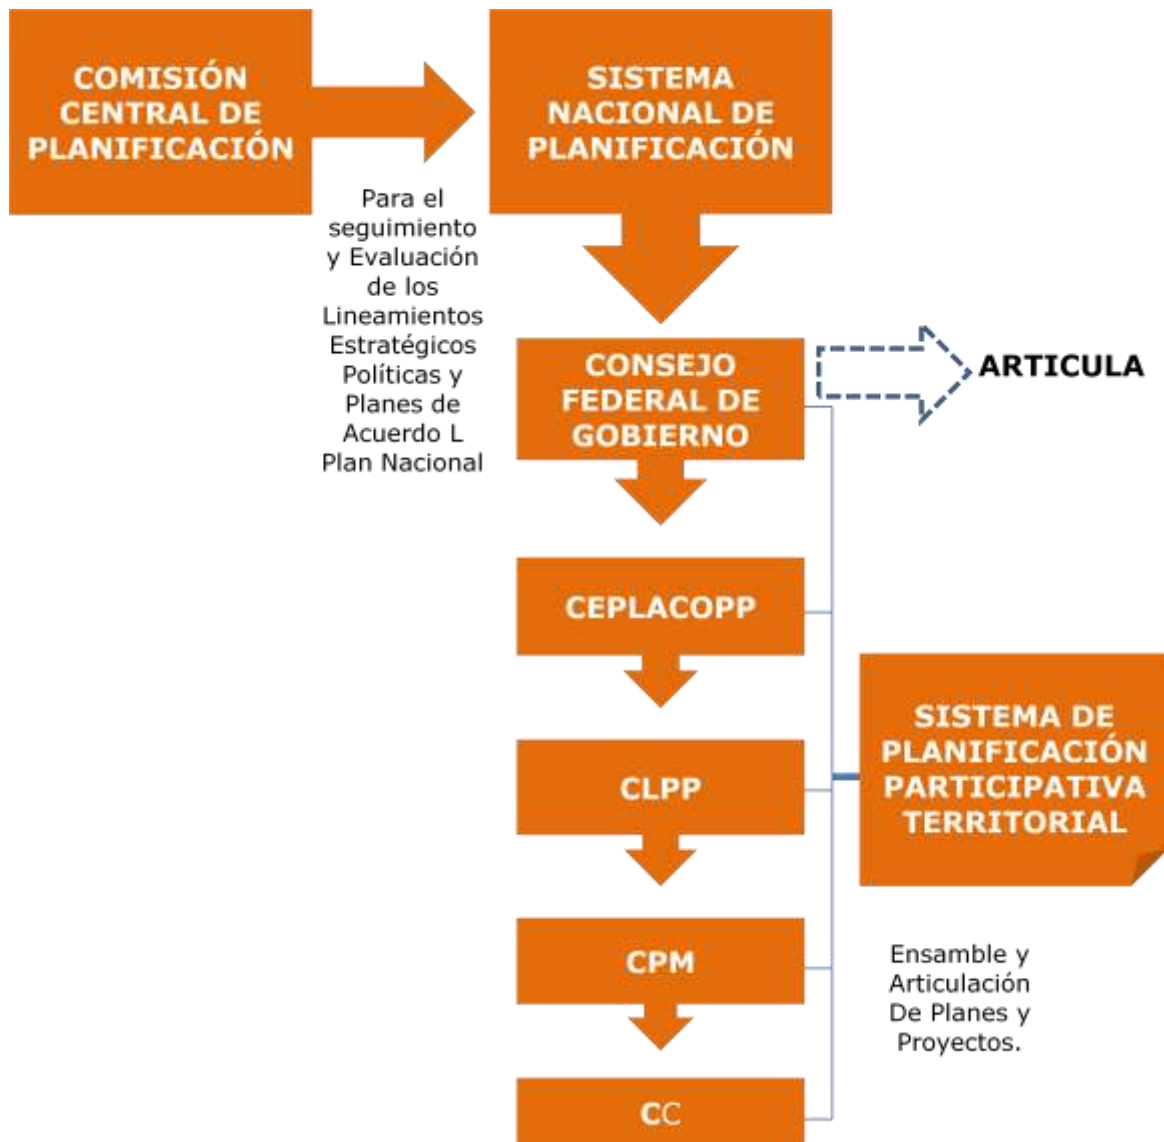 COMISIÓN
CENTRAL DE
PLANIFICACIÓN
SISTEMA
NACIONAL DE
PLANIFICACIÓN
Para el
seguimiento
y Evaluación
de los
Lineamientos
Estratégicos
Políticas y
Planes de
Acuerdo L
Plan Nacional
CONSEJO
FEDERAL DE
GOBIERNO
ARTICULA
CEPLACOPP
CLPP
SISTEMA DE
PLANIFICACIÓN
PARTICIPATIVA
TERRITORIAL
CPM
Ensamble y
Articulación
De Planes y
Proyectos.
CC